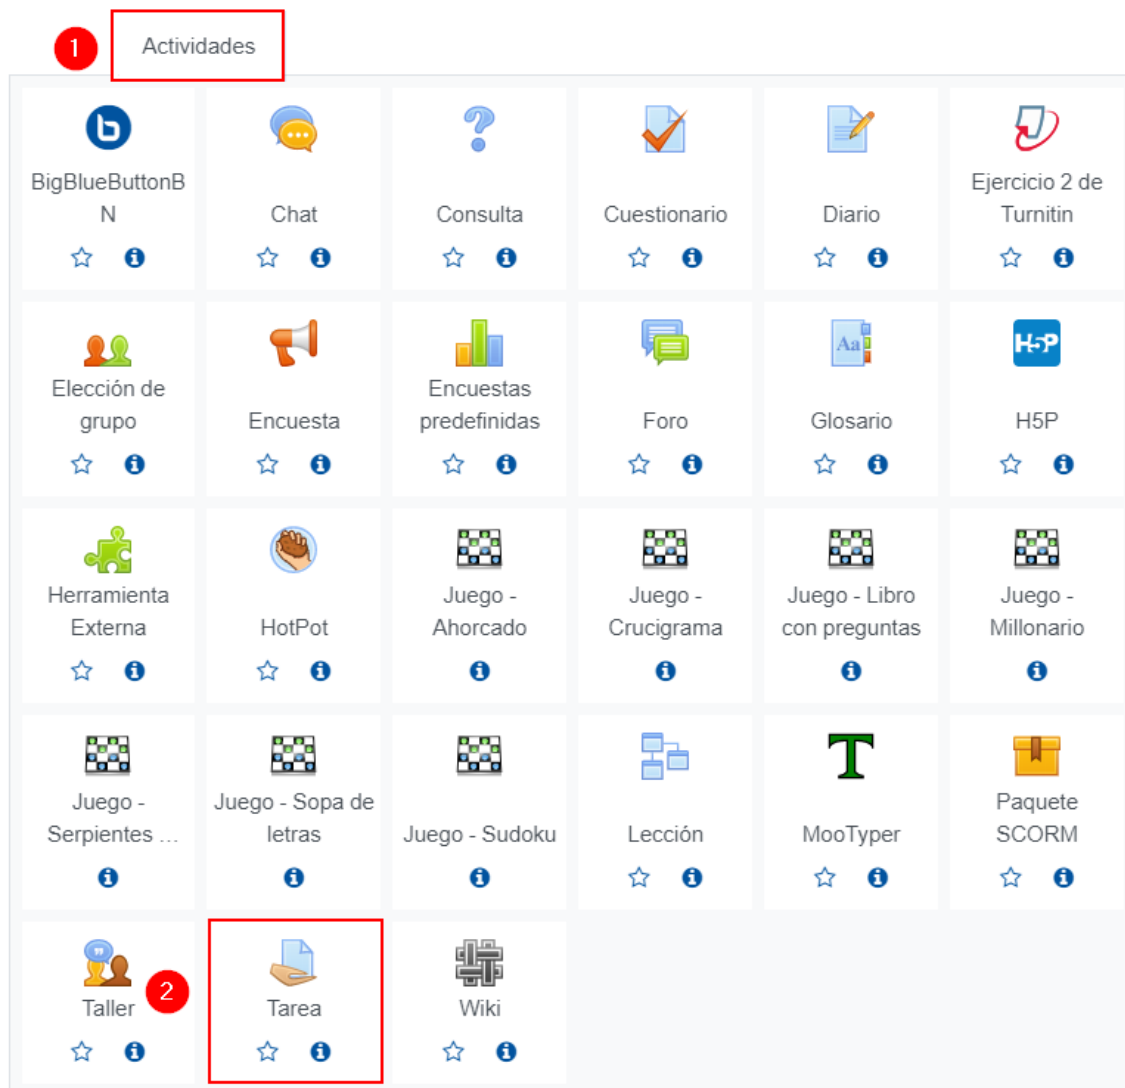 1 Actividades
BigBlueButtonB
N
Chat
Consulta
Cuestionario
Diario
Ejercicio 2 de
Turnitin
Elección de
grupo
Encuesta
Encuestas
predefinidas
Foro
Aa
Glosario
H5P
H5P
Herramienta
Externa
HotPot
Juego -
Ahorcado
Juego -
Crucigrama
Juego - Libro
con preguntas
Juego -
Millonario
Juego -
Serpientes ...
Juego - Sopa de
letras
Juego - Sudoku
Lección
T
MooTyper
Paquete
SCORM
Taller
2
Tarea
Wiki